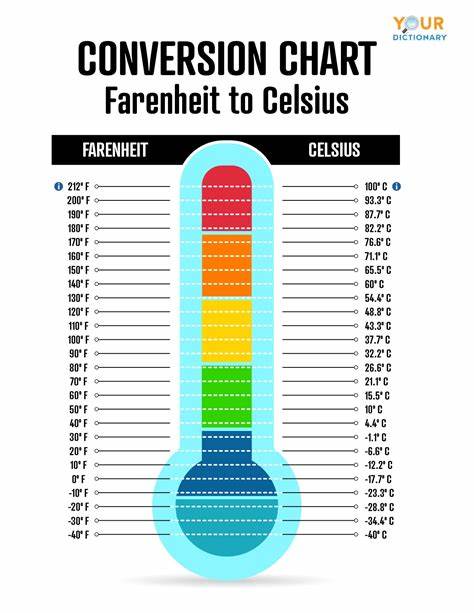 YOUR
DICTIONARY
CONVERSION CHART
Farenheit to Celsius
FARENHEIT CELSIUS
212° F 100° C
200° F 93.3° C
190° F 87.7° C
180° F 82.2° C
170° F 76.6° C
160° F 71.1° C
150° F 65.5° C
140° F 60° C
130° F 54.4° C
120° F 48.8° C
110° F 43.3° C
100° F 37.7° C
90° F 32.2° C
80° F 26.6° C
70° F 21.1° C
60° F 15.5° C
50° F 10° C
40° F 4.4° C
30° F -1.1° C
20° F -6.6° C
10° F -12.2° C
0° F -17.7° C
-10° F -23.3° C
-20° F -28.8° C
-30° F -34.4° C
-40° F -40° C